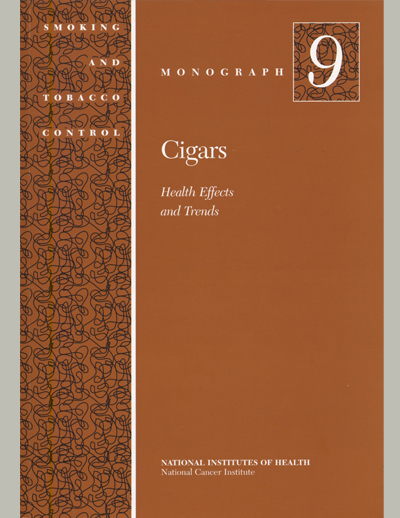 SMOKING
AND
TOBACCO
CONTROL
MONOGRAPH 9
Cigars
Health Effects
and Trends
NATIONAL INSTITUTES OF HEALTH
National Cancer Institute